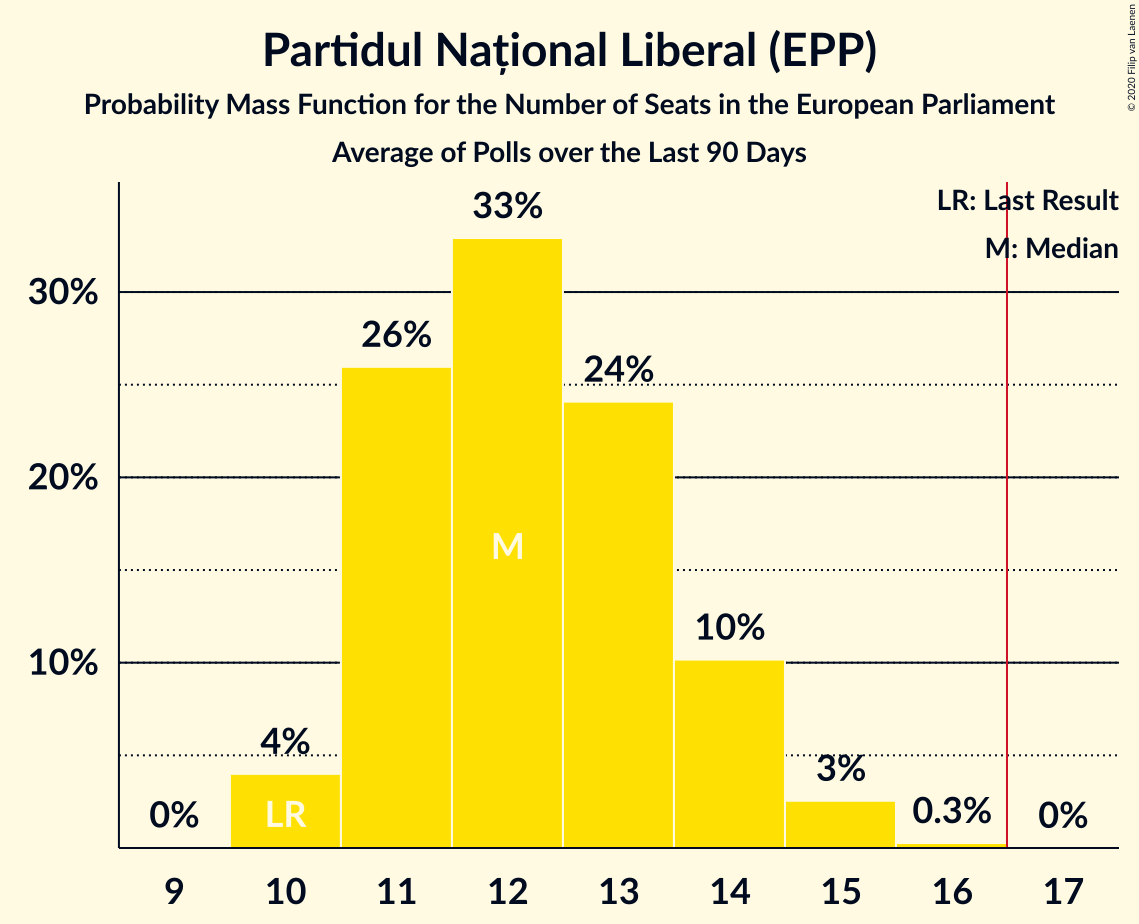 Partidul Național Liberal (EPP)
Probability Mass Function for the Number of Seats in the European Parliament
Average of Polls over the Last 90 Days
© 2020 Filip van Laenen
LR: Last Result
M: Median
33%
30%
26%
24%
20%
M
10%
10%
4%
3%
0%
LR
0.3%
0%
9 10 11 12 13 14 15 16 17